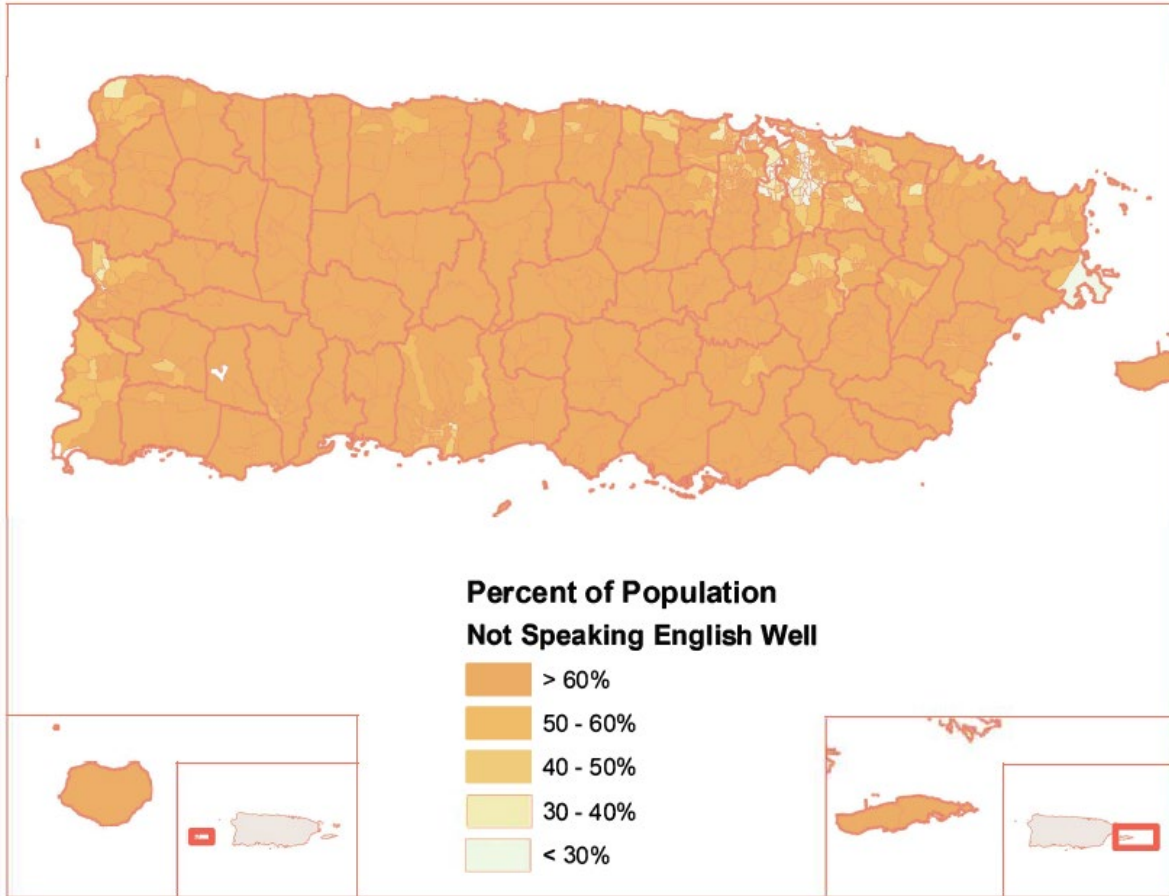 Percent of Population
Not Speaking English Well
> 60%
50 - 60%
40 - 50%
30 - 40%
< 30%